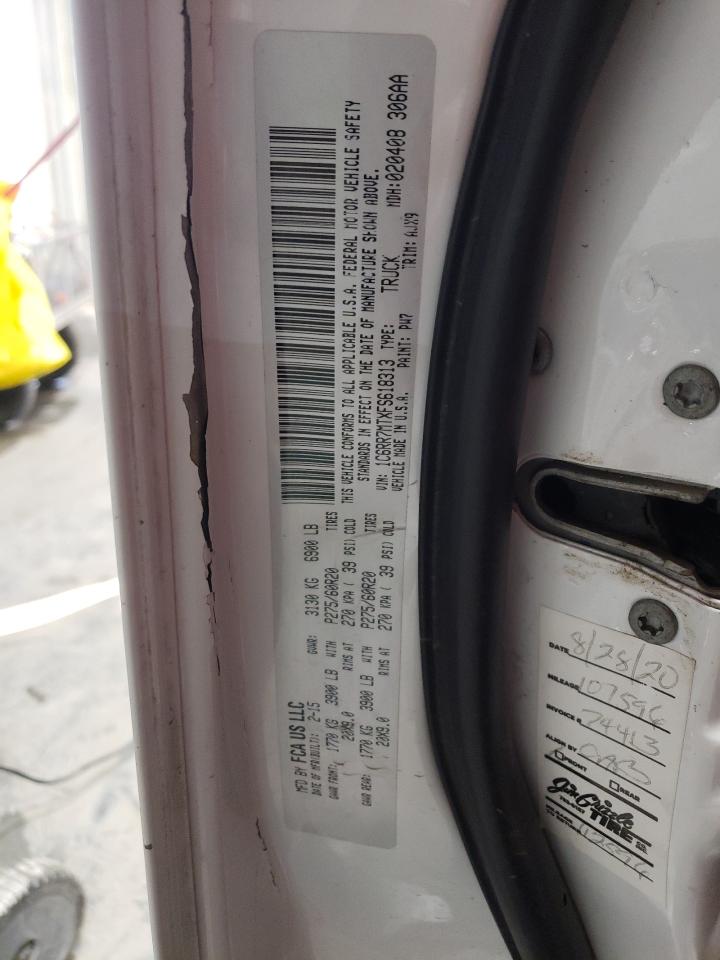 MFD BY FCA US LLC
DATE OF MFR(BUILT): 2-15 GVWR: 3130 KG 6900 LB
GAWR FRONT: 1770 KG 3900 LB WITH P275/60R20 TIRES
20X9.0 RIMS AT 270 KPA ( 39 PSI) COLD
GAWR REAR: 1770 KG 3900 LB WITH P275/60R20 TIRES
20X9.0 RIMS AT 270 KPA ( 39 PSI) COLD
THIS VEHICLE CONFORMS TO ALL APPLICABLE U.S.A. FEDERAL MOTOR VEHICLE SAFETY
STANDARDS IN EFFECT ON THE DATE OF MANUFACTURE SHOWN ABOVE.
VIN: 1C6RR7MTXFS618313 TYPE: TRUCK MDH:020408 306AA
VEHICLE MADE IN U.S.A. PAINT: PW7 TRIM: AJX9
DATE 8/28/20
MILEAGE 107596
INVOICE # 74413
ALIGN BY
FRONT REAR
TIRE CO. INC.